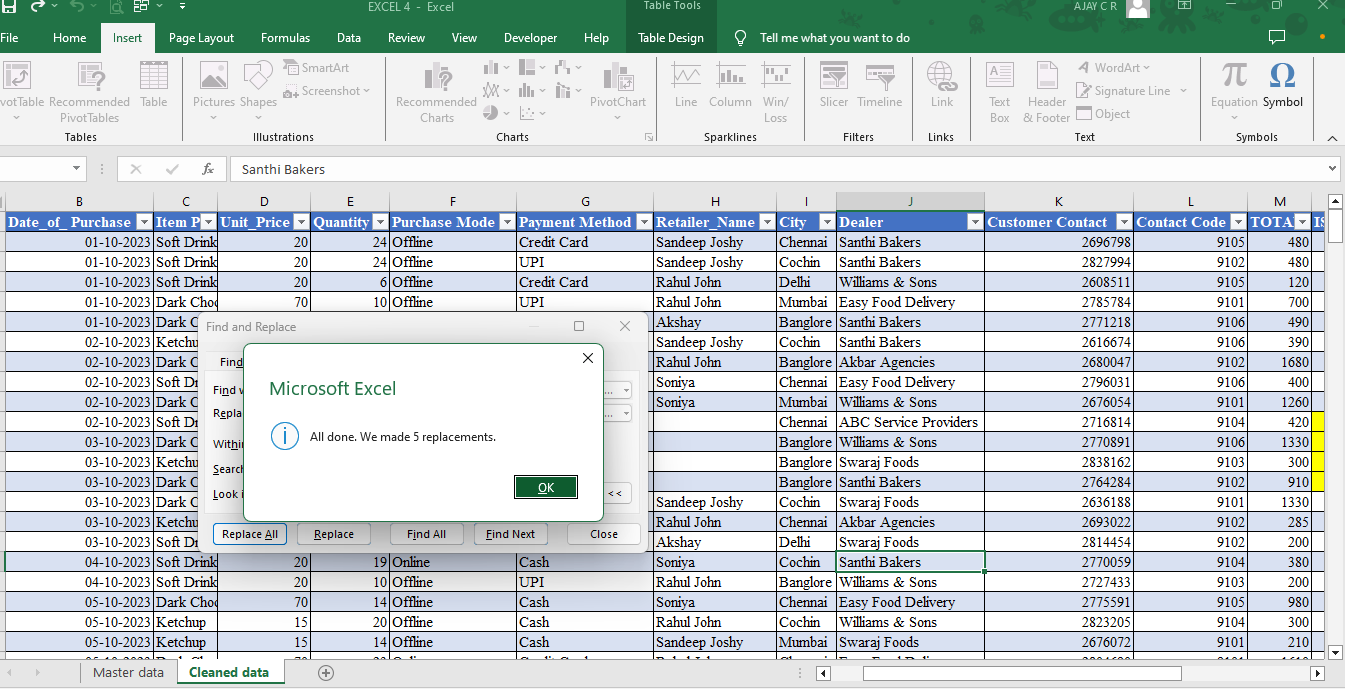 EXCEL 4 - Excel
Table Tools
AJAY C R
File Home Insert Page Layout Formulas Data Review View Developer Help Table Design Tell me what you want to do
votTable Recommended PivotTables Table
Pictures Shapes SmartArt Screenshot
Recommended Charts PivotChart
Line Column Win/ Loss
Slicer Timeline
Link
Text Box Header & Footer WordArt Signature Line Object
Equation Symbol
Tables Illustrations Charts Sparklines Filters Links Text Symbols
fx Santhi Bakers
B C D E F G H I J K L M
Date_of_ Purchase Item P Unit_Price Quantity Purchase Mode Payment Method Retailer_Name City Dealer Customer Contact Contact Code TOTA IS
01-10-2023 Soft Drink 20 24 Offline Credit Card Sandeep Joshy Chennai Santhi Bakers 2696798 9105 480
01-10-2023 Soft Drink 20 24 Offline UPI Sandeep Joshy Cochin Santhi Bakers 2827994 9102 480
01-10-2023 Soft Drink 20 6 Offline Credit Card Rahul John Delhi Williams & Sons 2608511 9105 120
01-10-2023 Dark Choc 70 10 Offline UPI Rahul John Mumbai Easy Food Delivery 2785784 9101 700
01-10-2023 Dark C Akshay Banglore Santhi Bakers 2771218 9106 490
02-10-2023 Ketchu Sandeep Joshy Cochin Santhi Bakers 2616674 9106 390
02-10-2023 Dark C Rahul John Banglore Akbar Agencies 2680047 9102 1680
02-10-2023 Soft Dr Soniya Chennai Easy Food Delivery 2796031 9106 400
02-10-2023 Dark C Soniya Mumbai Williams & Sons 2676054 9101 1260
02-10-2023 Soft Dr Chennai ABC Service Providers 2716814 9104 420
03-10-2023 Dark C Banglore Williams & Sons 2770891 9106 1330
03-10-2023 Ketchu Banglore Swaraj Foods 2838162 9103 300
03-10-2023 Dark C Banglore Santhi Bakers 2764284 9102 910
03-10-2023 Dark C Sandeep Joshy Cochin Swaraj Foods 2636188 9101 1330
03-10-2023 Ketchu Rahul John Chennai Akbar Agencies 2693022 9102 285
03-10-2023 Soft Dr Akshay Delhi Swaraj Foods 2814454 9102 200
04-10-2023 Soft Drink 20 19 Online Cash Soniya Cochin Santhi Bakers 2770059 9104 380
04-10-2023 Soft Drink 20 10 Offline UPI Rahul John Banglore Williams & Sons 2727433 9103 200
05-10-2023 Dark Choc 70 14 Offline Cash Soniya Chennai Easy Food Delivery 2775591 9105 980
05-10-2023 Ketchup 15 20 Offline Cash Rahul John Cochin Williams & Sons 2823205 9104 300
05-10-2023 Ketchup 15 14 Offline Cash Sandeep Joshy Mumbai Swaraj Foods 2676072 9101 210
Find and Replace
Find
Find w
Repla
Withi
Search
Look i
<<
Microsoft Excel
All done. We made 5 replacements.
OK
Replace All Replace Find All Find Next Close
Master data Cleaned data